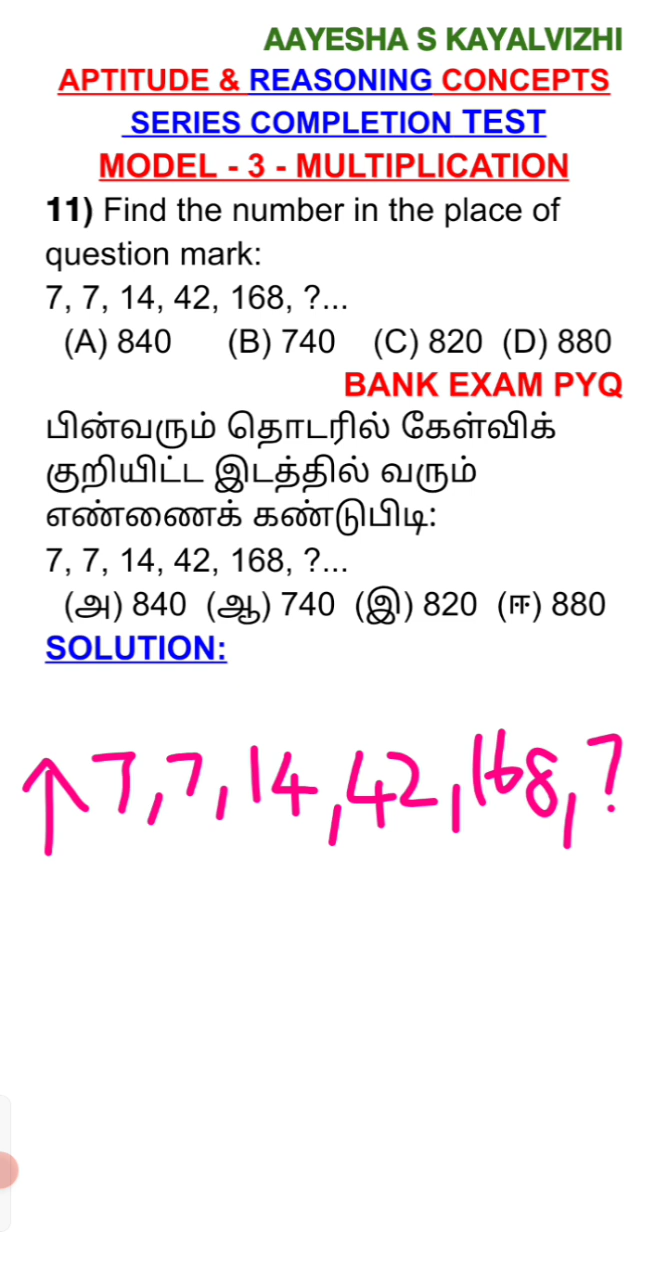 AAYESHA S KAYALVIZHI
APTITUDE & REASONING CONCEPTS
SERIES COMPLETION TEST
MODEL - 3 - MULTIPLICATION
11) Find the number in the place of
question mark:
7, 7, 14, 42, 168, ?...
(A) 840 (B) 740 (C) 820 (D) 880
BANK EXAM PYQ
பின்வரும் தொடரில் கேள்விக்
குறியிட்ட இடத்தில் வரும்
எண்ணைக் கண்டுபிடி:
7, 7, 14, 42, 168, ?...
(அ) 840 (ஆ) 740 (இ) 820 (ஈ) 880
SOLUTION:
↑7,7,14,42,168,?